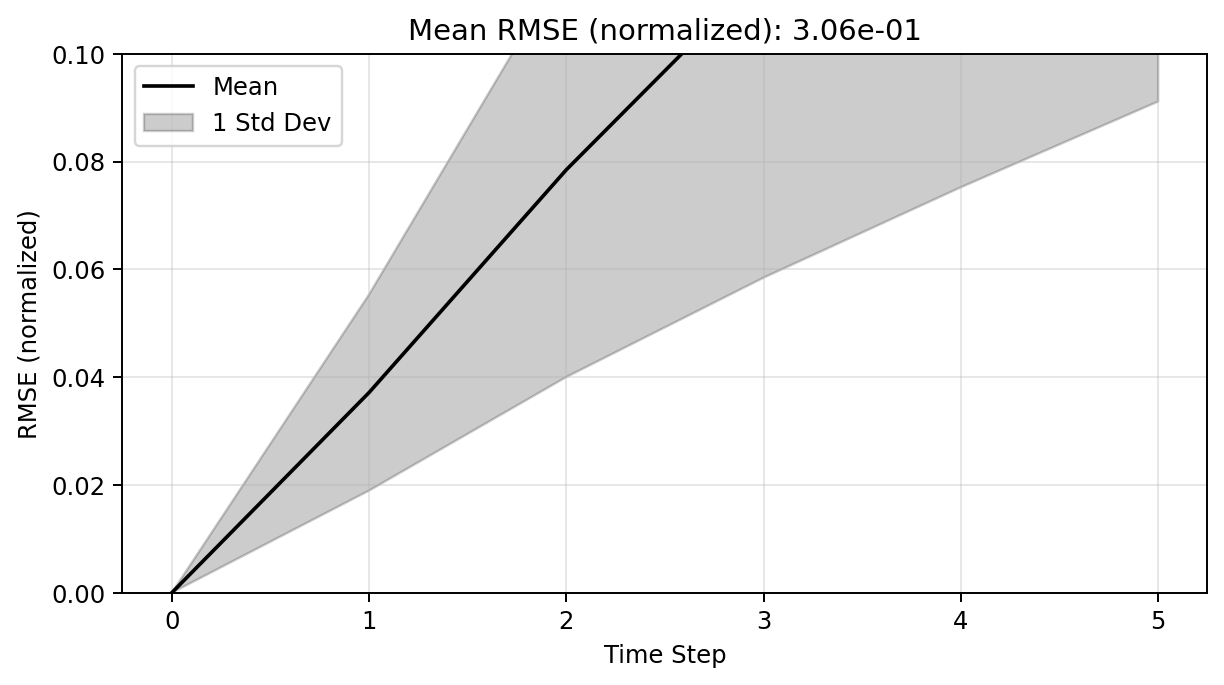 Mean RMSE (normalized): 3.06e-01
Mean
1 Std Dev
RMSE (normalized)
0.10
0.08
0.06
0.04
0.02
0.00
0 1 2 3 4 5
Time Step